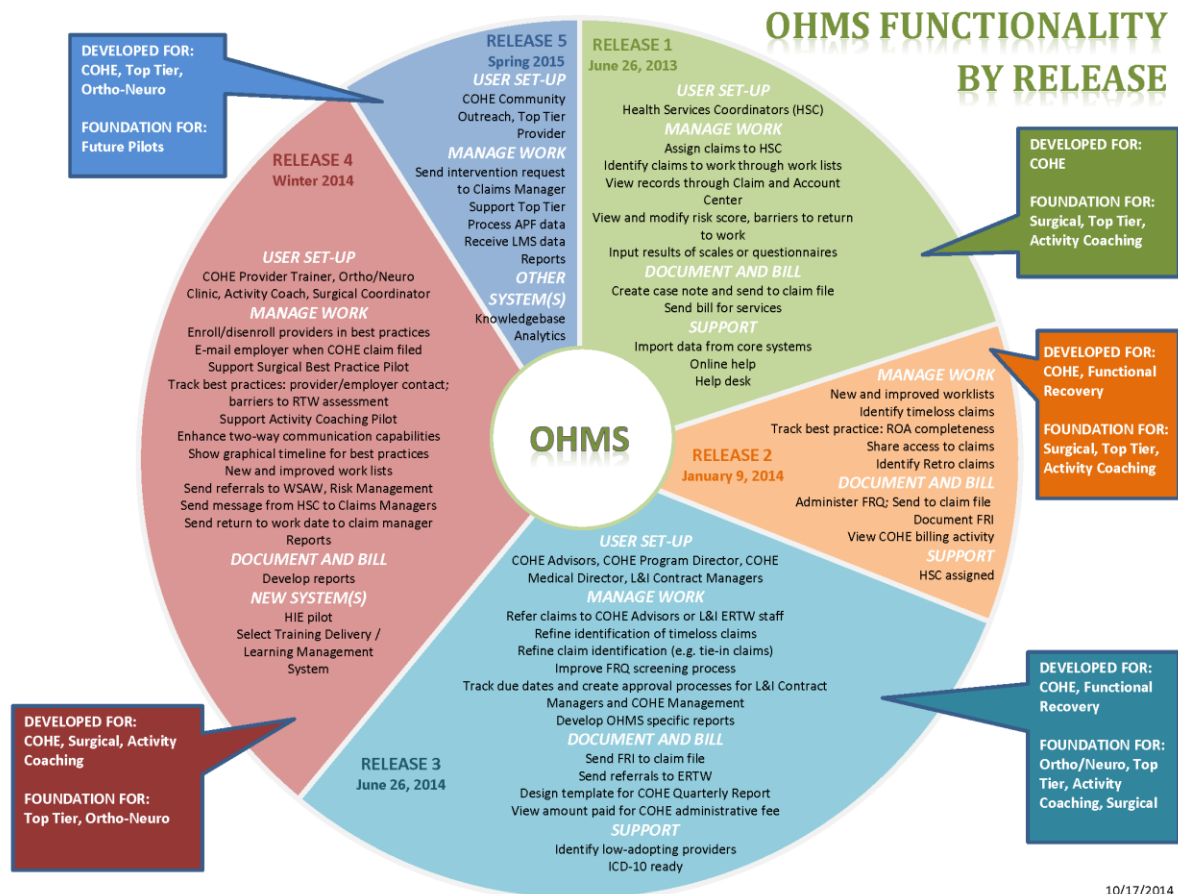 OHMS FUNCTIONALITY
BY RELEASE
DEVELOPED FOR:
COHE, Top Tier,
Ortho-Neuro
FOUNDATION FOR:
Future Pilots
RELEASE 5
Spring 2015
USER SET-UP
COHE Community
Outreach, Top Tier
Provider
MANAGE WORK
Send intervention request
to Claims Manager
Support Top Tier
Process APF data
Receive LMS data
Reports
OTHER
SYSTEM(S)
Knowledgebase
Analytics
RELEASE 1
June 26, 2013
USER SET-UP
Health Services Coordinators (HSC)
MANAGE WORK
Assign claims to HSC
Identify claims to work through work lists
View records through Claim and Account
Center
View and modify risk score, barriers to return
to work
Input results of scales or questionnaires
DOCUMENT AND BILL
Create case note and send to claim file
Send bill for services
SUPPORT
Import data from core systems
Online help
Help desk
DEVELOPED FOR:
COHE
FOUNDATION FOR:
Surgical, Top Tier,
Activity Coaching
RELEASE 4
Winter 2014
USER SET-UP
COHE Provider Trainer, Ortho/Neuro
Clinic, Activity Coach, Surgical Coordinator
MANAGE WORK
Enroll/disenroll providers in best practices
E-mail employer when COHE claim filed
Support Surgical Best Practice Pilot
Track best practices: provider/employer contact;
barriers to RTW assessment
Support Activity Coaching Pilot
Enhance two-way communication capabilities
Show graphical timeline for best practices
New and improved work lists
Send referrals to WSAW, Risk Management
Send message from HSC to Claims Managers
Send return to work date to claim manager
Reports
DOCUMENT AND BILL
Develop reports
NEW SYSTEM(S)
HIE pilot
Select Training Delivery /
Learning Management
System
OHMS
RELEASE 2
January 9, 2014
MANAGE WORK
New and improved worklists
Identify timeless claims
Track best practice: ROA completeness
Share access to claims
Identify Retro claims
DOCUMENT AND BILL
Administer FRQ; Send to claim file
Document FRI
View COHE billing activity
SUPPORT
HSC assigned
DEVELOPED FOR:
COHE, Functional
Recovery
FOUNDATION FOR:
Surgical, Top Tier,
Activity Coaching
RELEASE 3
June 26, 2014
USER SET-UP
COHE Advisors, COHE Program Director, COHE
Medical Director, L&I Contract Managers
MANAGE WORK
Refer claims to COHE Advisors or L&I ERTW staff
Refine identification of timeless claims
Refine claim identification (e.g. tie-in claims)
Improve FRQ screening process
Track due dates and create approval processes for L&I Contract
Managers and COHE Management
Develop OHMS specific reports
DOCUMENT AND BILL
Send FRI to claim file
Send referrals to ERTW
Design template for COHE Quarterly Report
View amount paid for COHE administrative fee
SUPPORT
Identify low-adopting providers
ICD-10 ready
DEVELOPED FOR:
COHE, Functional
Recovery
FOUNDATION FOR:
Ortho/Neuro, Top
Tier, Activity
Coaching, Surgical
DEVELOPED FOR:
COHE, Surgical, Activity
Coaching
FOUNDATION FOR:
Top Tier, Ortho-Neuro
10/17/2014